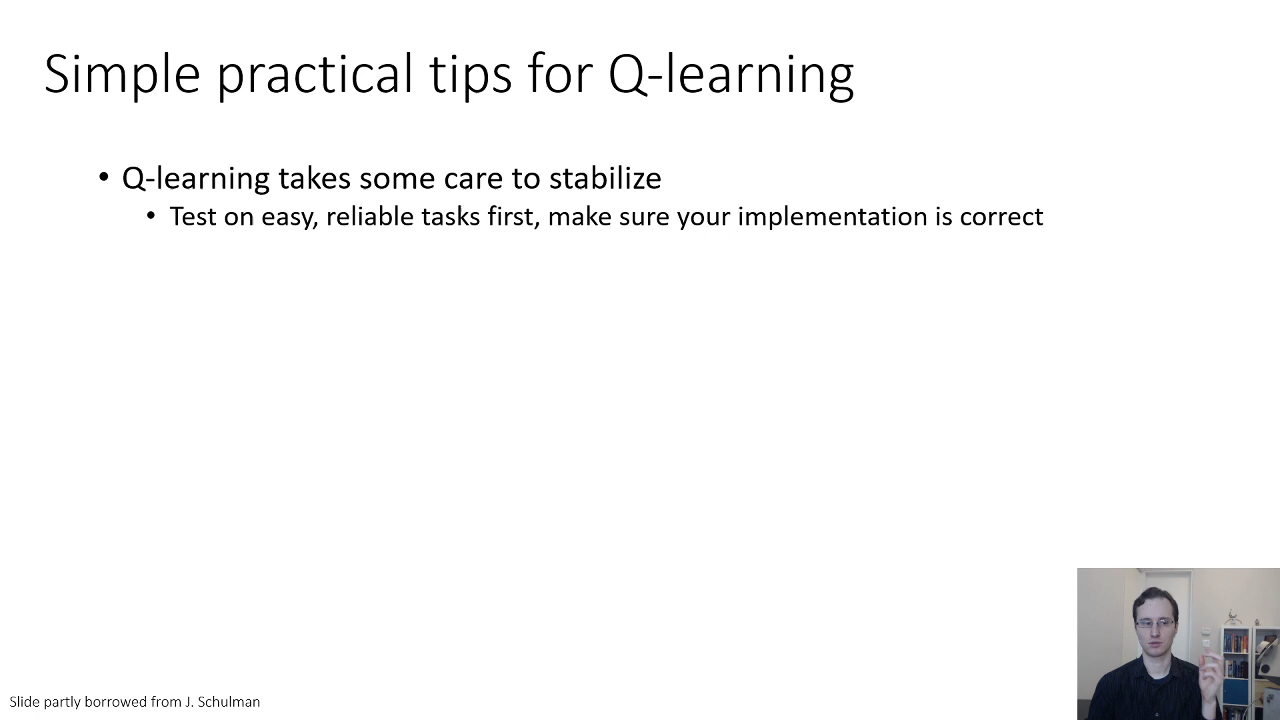 Simple practical tips for Q-learning
• Q-learning takes some care to stabilize
• Test on easy, reliable tasks first, make sure your implementation is correct
Slide partly borrowed from J. Schulman